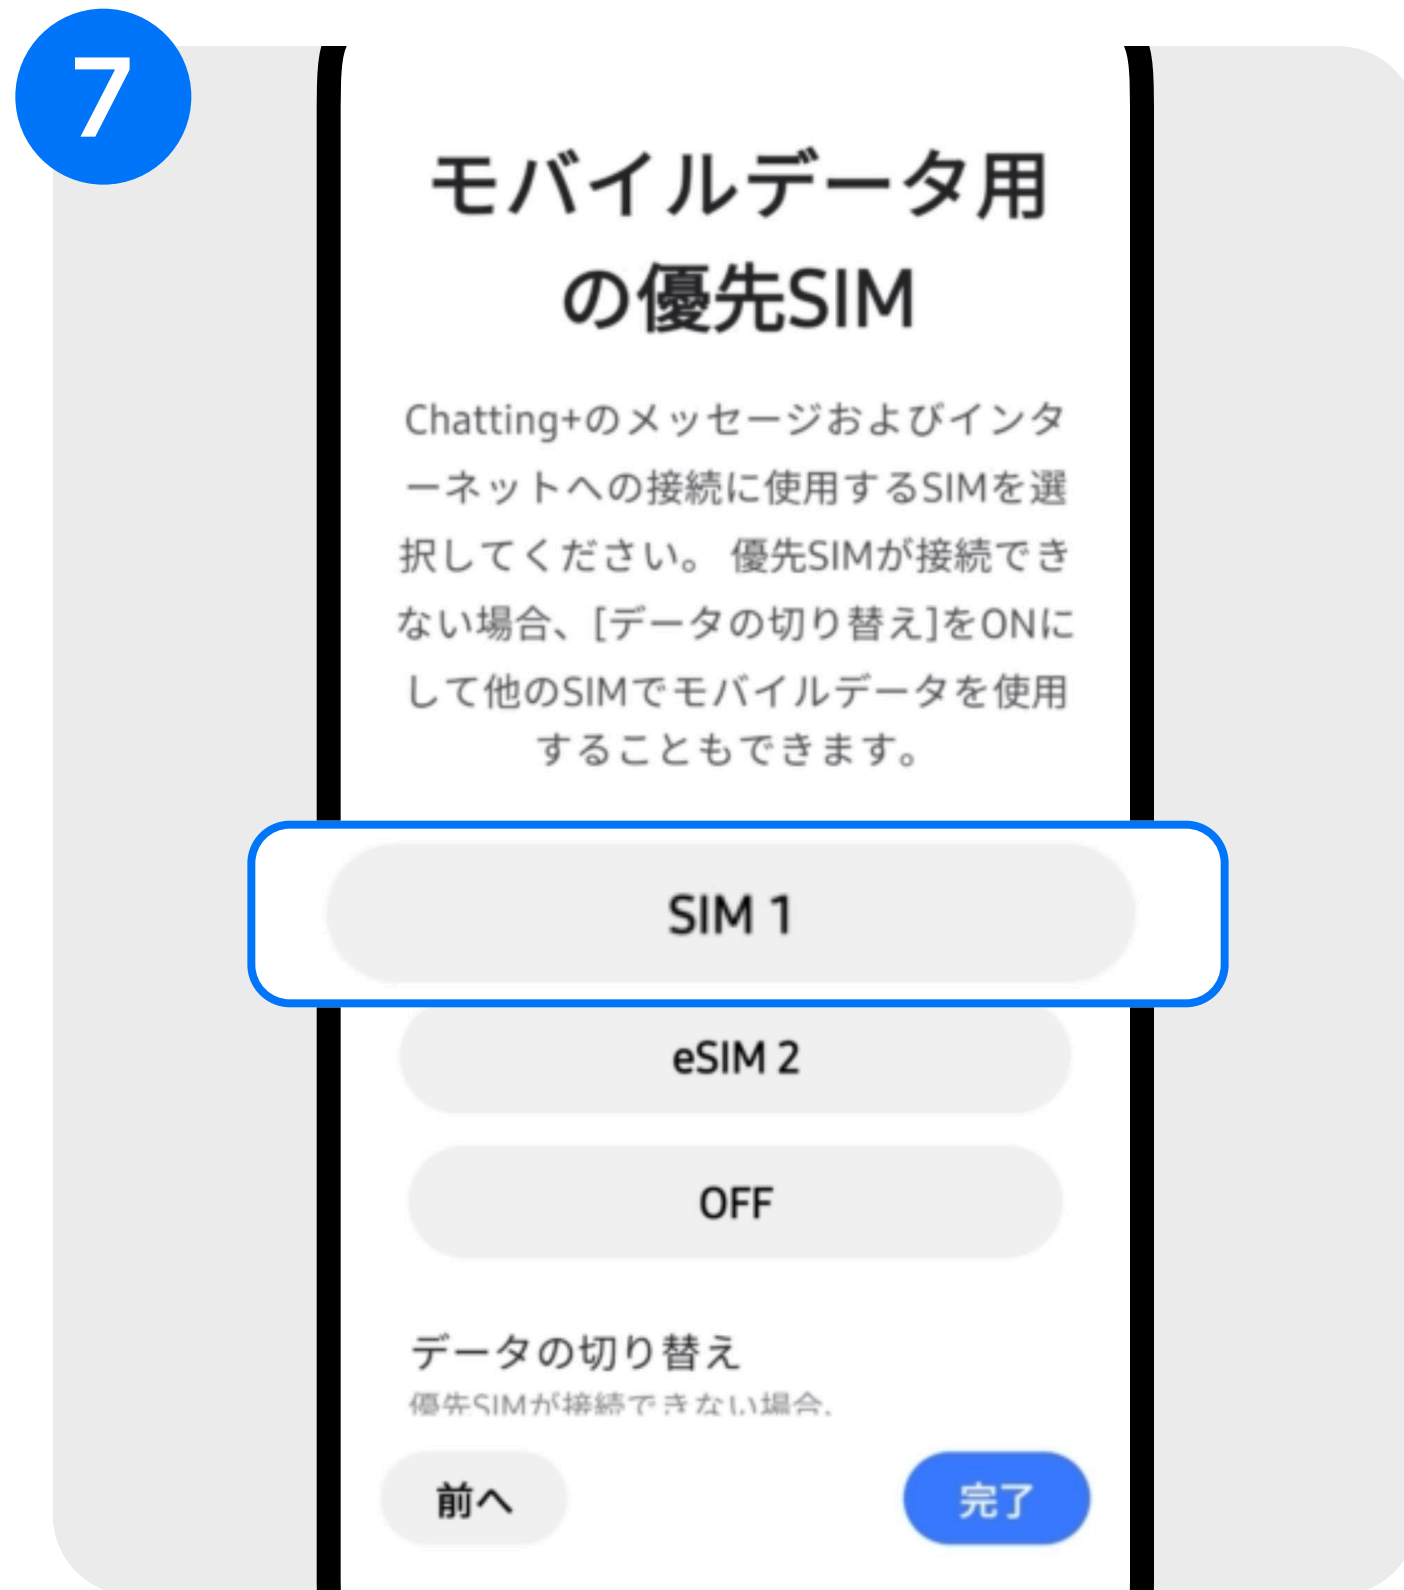 7
モバイルデータ用
の優先SIM
Chatting+のメッセージおよびインタ
ーネットへの接続に使用するSIMを選
択してください。 優先SIMが接続でき
ない場合、[データの切り替え]をONに
して他のSIMでモバイルデータを使用
することもできます。
SIM 1
eSIM 2
OFF
データの切り替え
優先SIMが接続できない場合、
前へ
完了